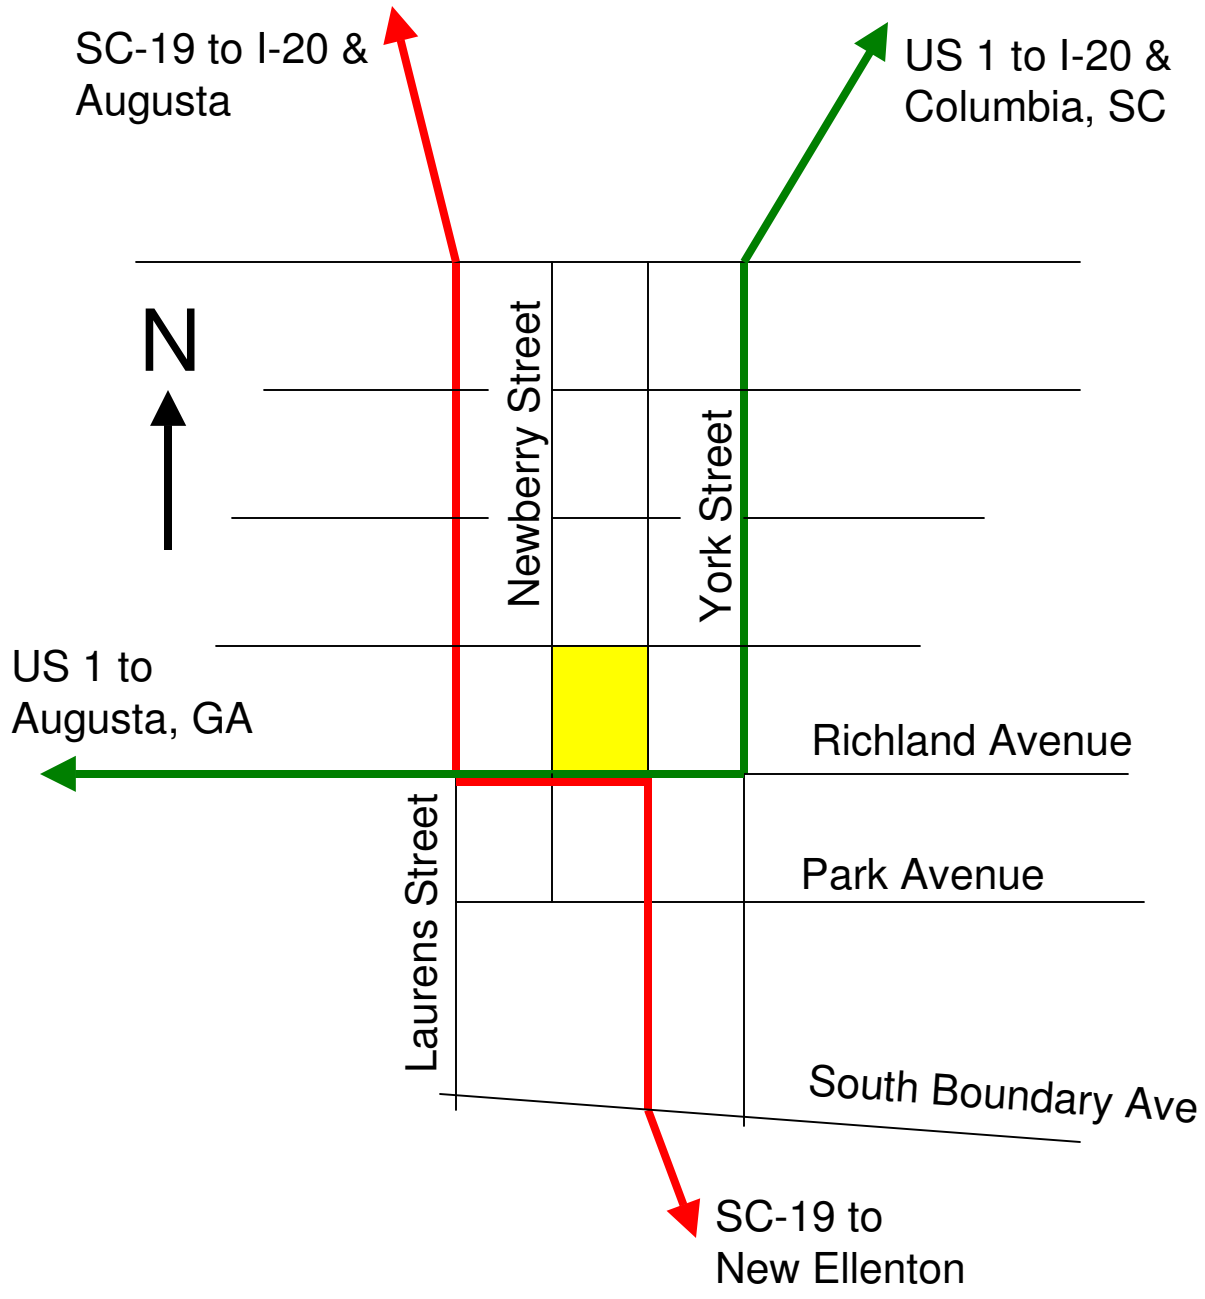 SC-19 to I-20 &
Augusta
US 1 to I-20 &
Columbia, SC
N
Newberry Street
York Street
US 1 to
Augusta, GA
Richland Avenue
Laurens Street
Park Avenue
South Boundary Ave
SC-19 to
New Ellenton